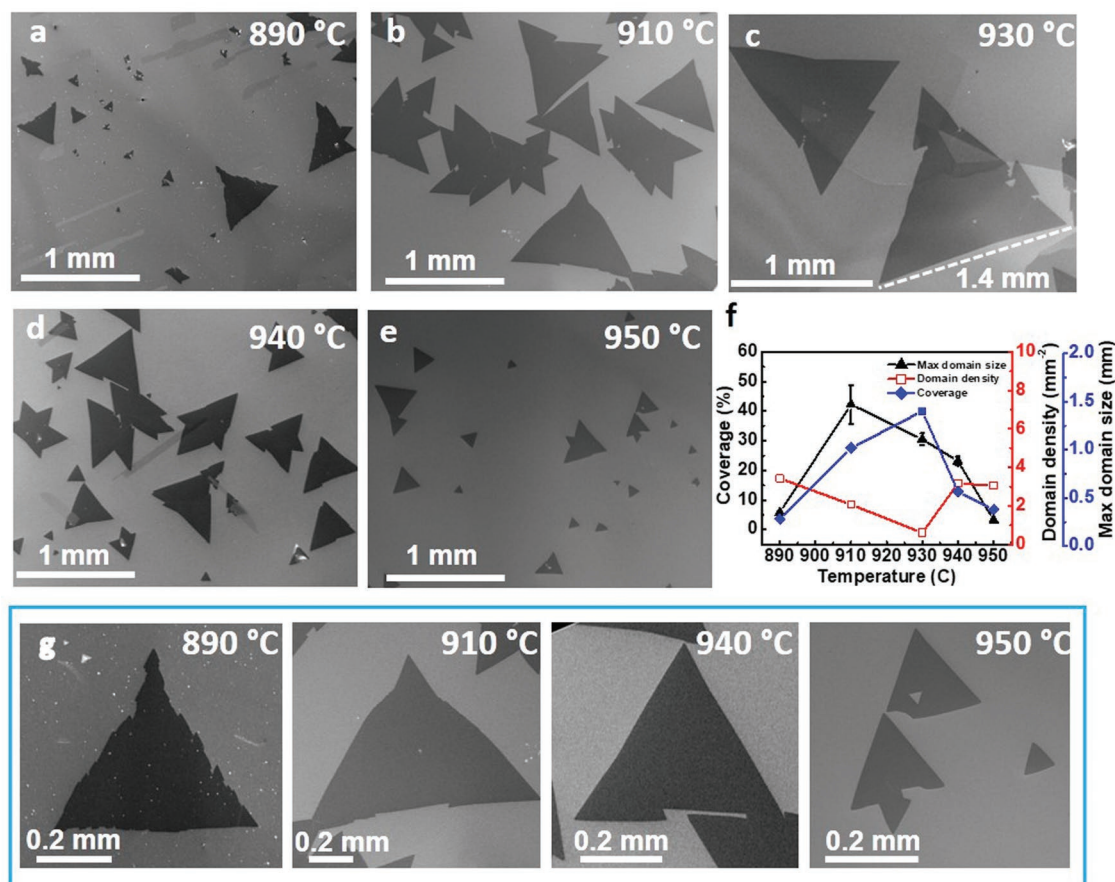 a 890 °C
1 mm
b 910 °C
1 mm
c 930 °C
1 mm
1.4 mm
d 940 °C
1 mm
e 950 °C
1 mm
f
Coverage (%)
60
50
40
30
20
10
0
Max domain size
Domain density
Coverage
10
8
6
4
2
0
Domain density (mm⁻²)
2.0
1.5
1.0
0.5
0.0
Max domain size (mm)
890 900 910 920 930 940 950
Temperature (C)
g 890 °C
0.2 mm
910 °C
0.2 mm
940 °C
0.2 mm
950 °C
0.2 mm